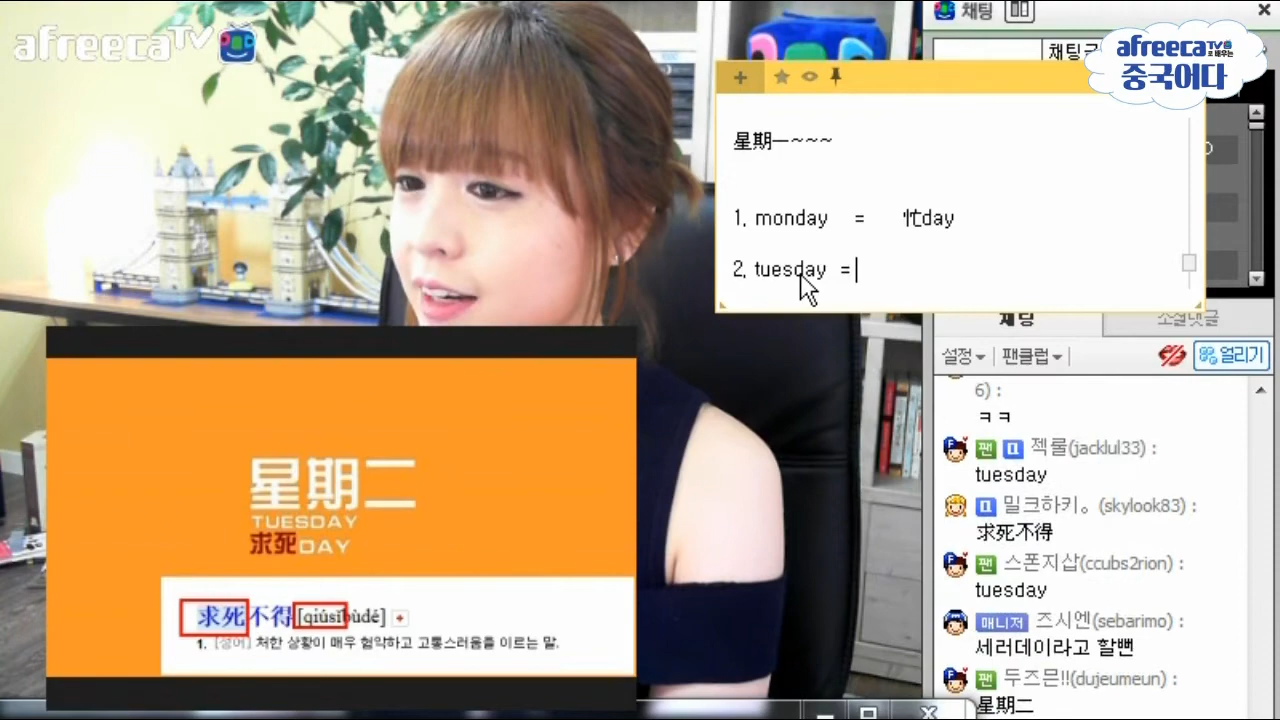 afreecaTV
채팅
채팅
afreecaTV로 배우는
중국어다
星期一~~~
1. monday = 忙day
2. tuesday =
채팅
소셜댓글
설정
팬클럽
얼리기
6) :
ㅋㅋ
팬 젝룰(jacklul33) :
tuesday
밀크하키。(skylook83) :
求死不得
팬 스폰지삽(ccubs2rion) :
tuesday
매니저 즈시엔(sebarimo) :
세러데이라고 할뻔
팬 두즈믄!!(dujeumeun) :
星期二
星期二
TUESDAY
求死DAY
求死不得[qiúsǐbùdé]
1. [성어] 처한 상황이 매우 험악하고 고통스러움을 이르는 말.